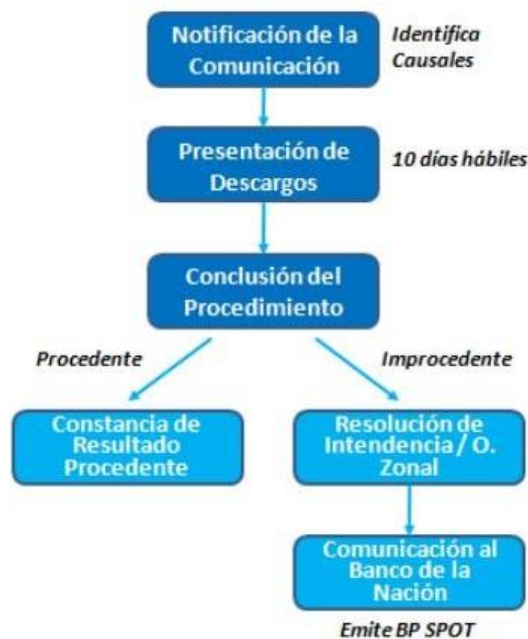 Notificación de la
Comunicación
Identifica
Causales
Presentación de
Descargos
10 días hábiles
Conclusión del
Procedimiento
Procedente
Improcedente
Constancia de
Resultado
Procedente
Resolución de
Intendencia / O.
Zonal
Comunicación al
Banco de la
Nación
Emite BP SPOT